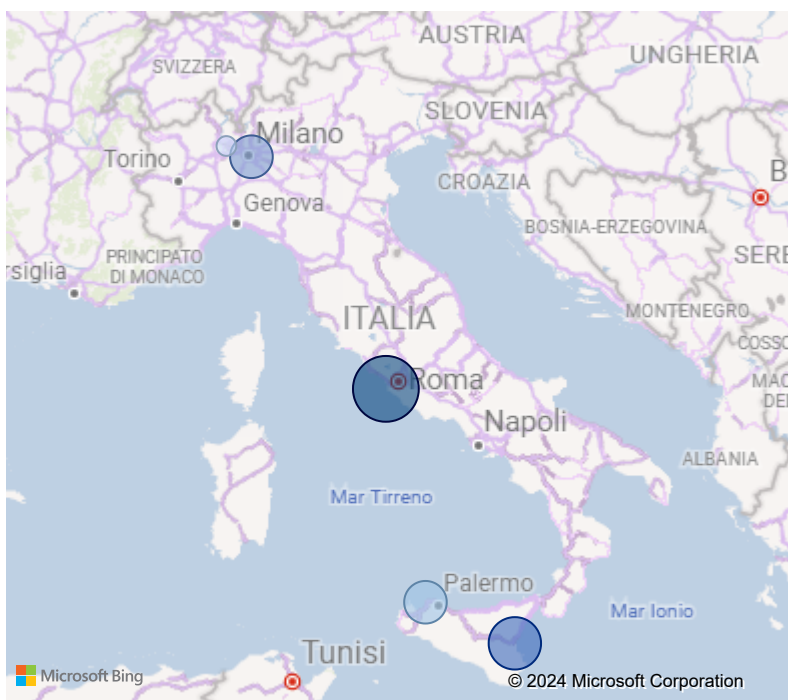 AUSTRIA
UNGHERIA
SVIZZERA
SLOVENIA
Milano
Torino
B
CROAZIA
Genova
BOSNIA-ERZEGOVINA
PRINCIPATO
DI MONACO
SERE
rsiglia
MONTENEGRO
ITALIA
COSSO
Roma
MAC
DEL
Napoli
ALBANIA
Mar Tirreno
Palermo
Mar Ionio
Tunisi
Microsoft Bing
© 2024 Microsoft Corporation